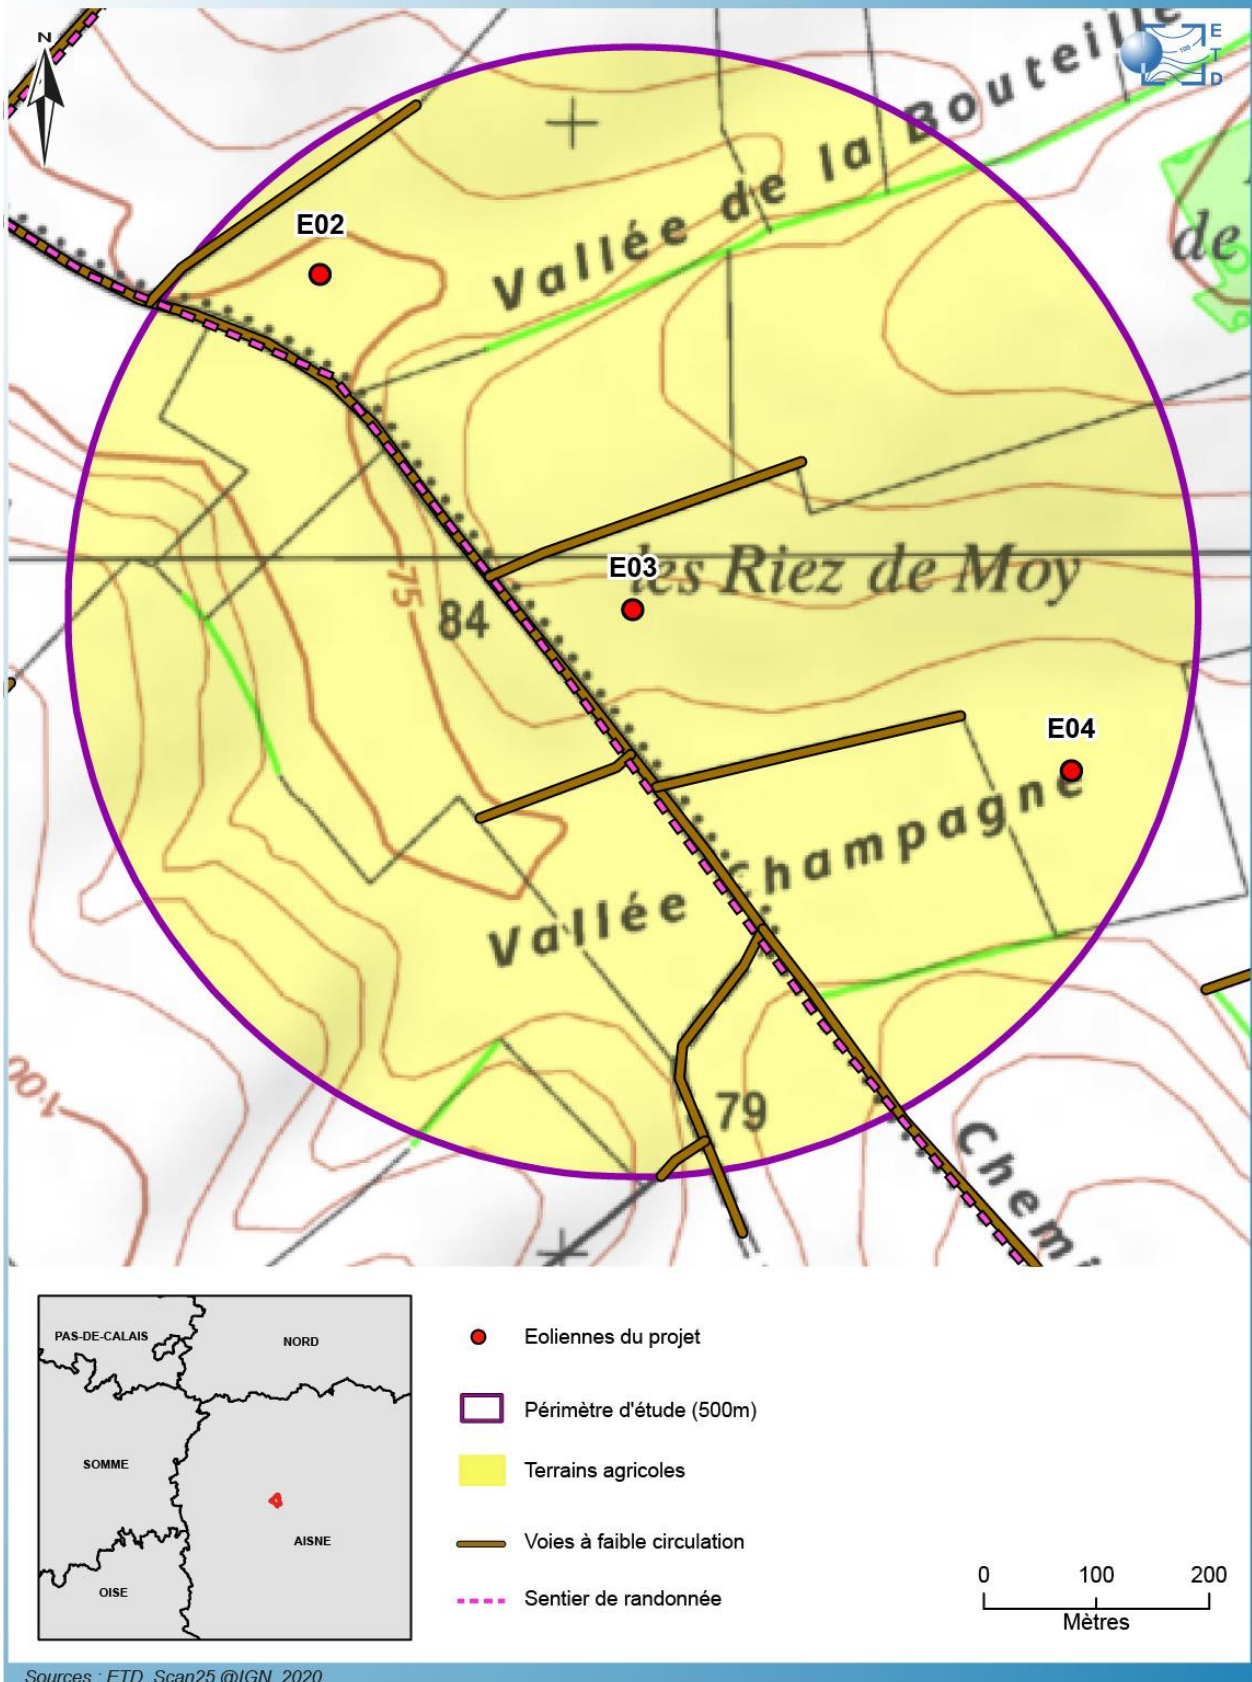 N
E
T
D
100
Vallée de la Bouteille
de
E02
E03
les Riez de Moy
75
84
E04
Vallée Champagne
79
100
Chemi
PAS-DE-CALAIS
NORD
SOMME
AISNE
OISE
Eoliennes du projet
Périmètre d'étude (500m)
Terrains agricoles
Voies à faible circulation
Sentier de randonnée
0 100 200
Mètres
Sources : ETD, Scan25 @IGN, 2020